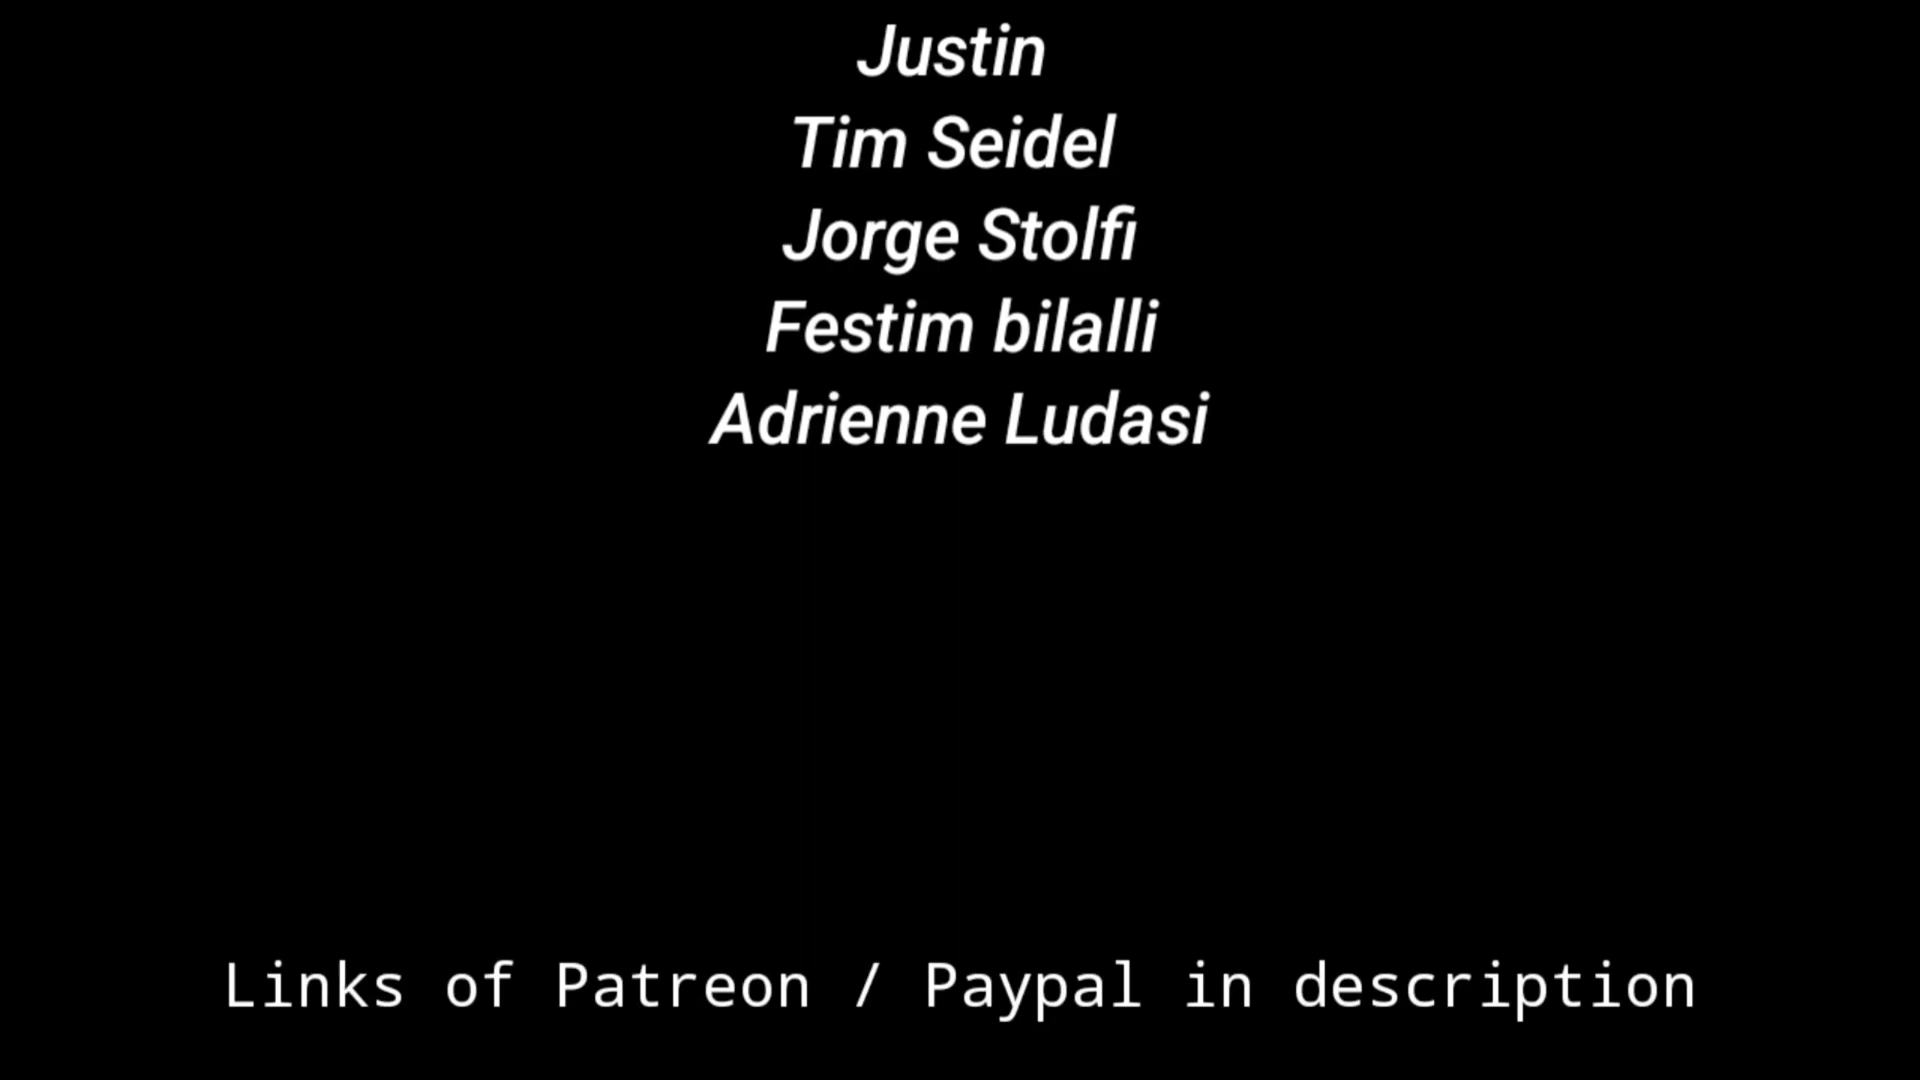 Justin
Tim Seidel
Jorge Stolfi
Festim bilalli
Adrienne Ludasi
Links of Patreon / Paypal in description